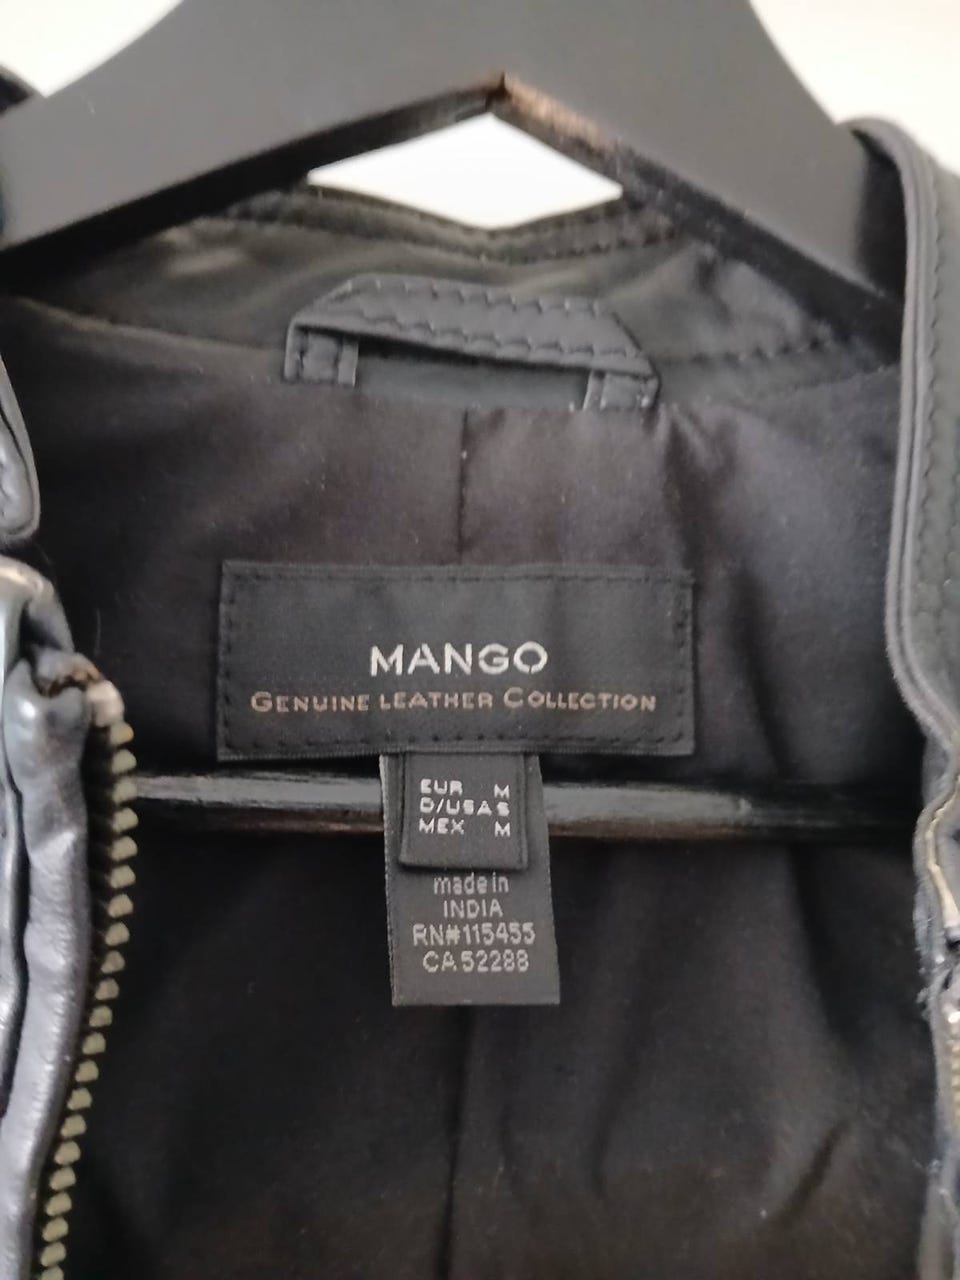 MANGO
GENUINE LEATHER COLLECTION
EUR M
D/USA S
MEX M
made in
INDIA
RN#115455
CA 52288